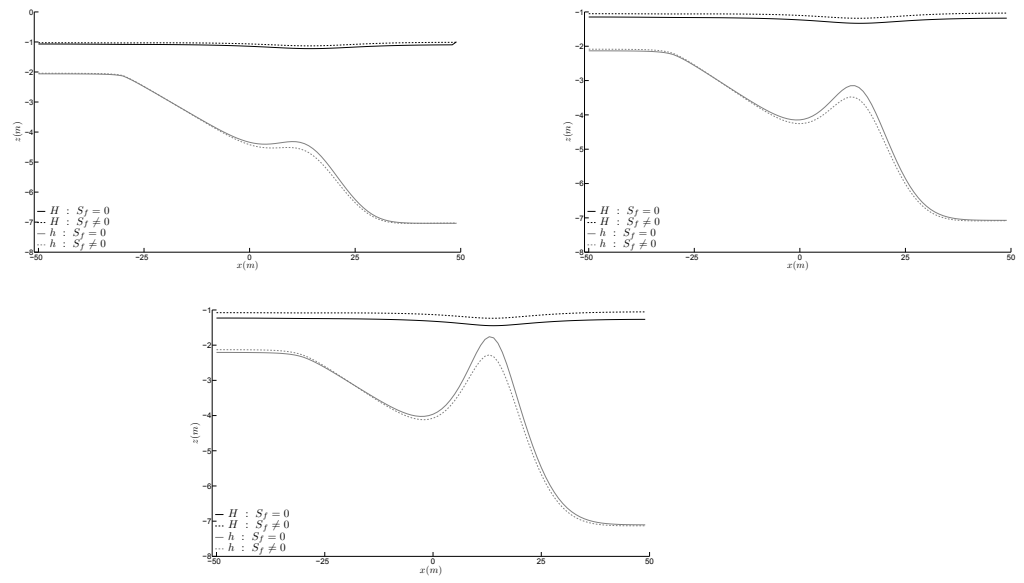 0
−1
−2
−3
−4
−5
−6
−7
−8
z(m)
H : S_f = 0
H : S_f ≠ 0
h : S_f = 0
h : S_f ≠ 0
−50 −25 0 25 50
x(m)
−1
−2
−3
−4
−5
−6
−7
−8
z(m)
H : S_f = 0
H : S_f ≠ 0
h : S_f = 0
h : S_f ≠ 0
−50 −25 0 25 50
x(m)
−1
−2
−3
−4
−5
−6
−7
−8
z(m)
H : S_f = 0
H : S_f ≠ 0
h : S_f = 0
h : S_f ≠ 0
−50 −25 0 25 50
x(m)